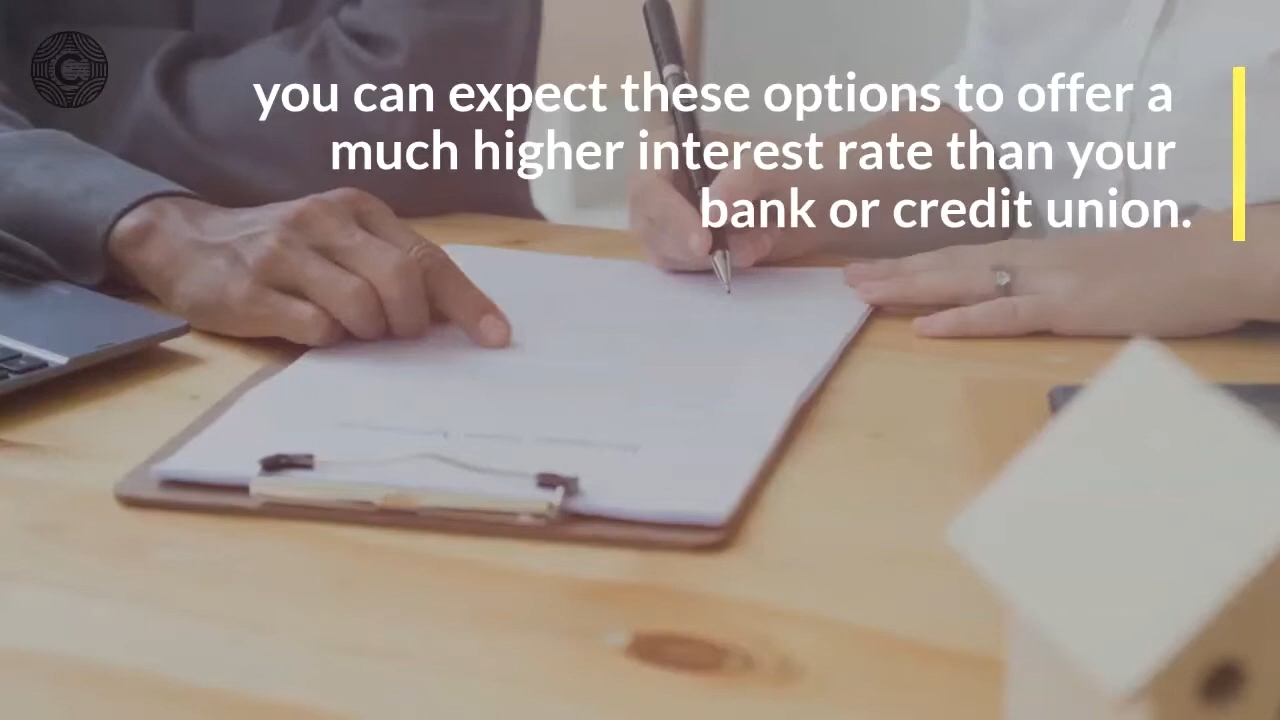 you can expect these options to offer a
much higher interest rate than your
bank or credit union.